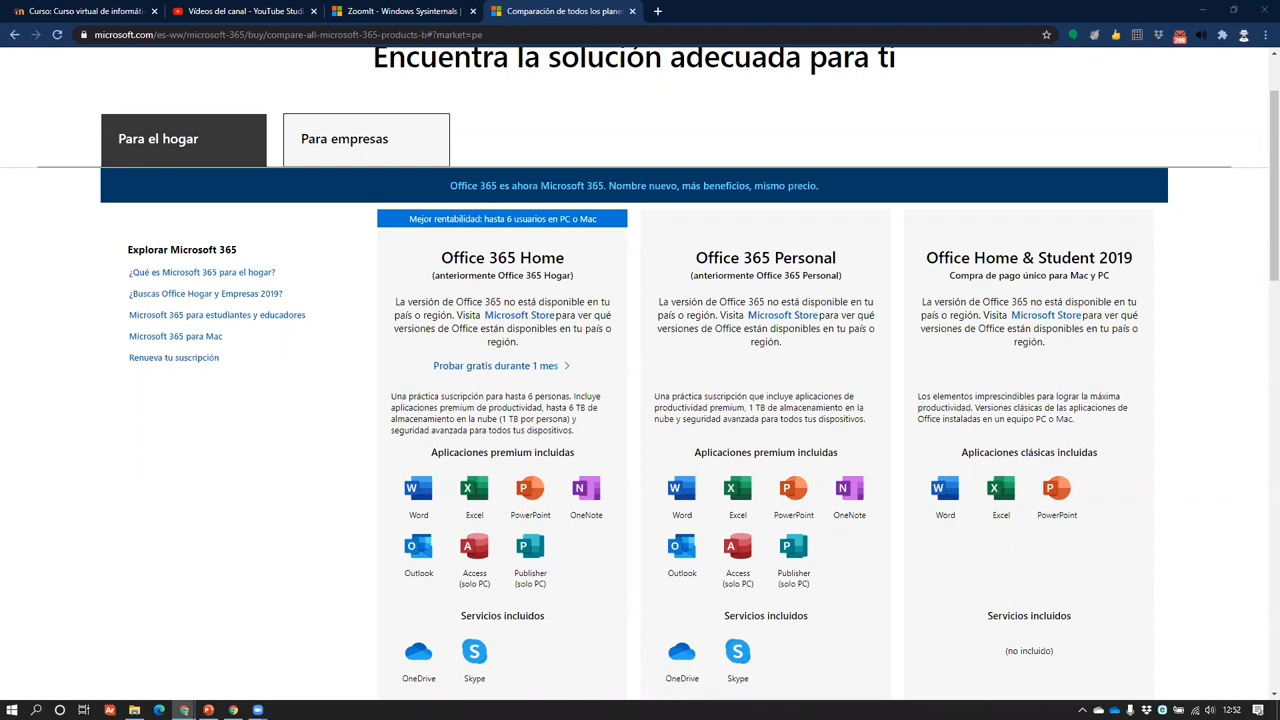 Curso: Curso virtual de informátic
Vídeos del canal - YouTube Studi
ZoomIt - Windows Sysinternals |
Comparación de todos los planes
microsoft.com/es-ww/microsoft-365/buy/compare-all-microsoft-365-products-b#?market=pe
Encuentra la solución adecuada para ti
Para el hogar
Para empresas
Office 365 es ahora Microsoft 365. Nombre nuevo, más beneficios, mismo precio.
Explorar Microsoft 365
¿Qué es Microsoft 365 para el hogar?
¿Buscas Office Hogar y Empresas 2019?
Microsoft 365 para estudiantes y educadores
Microsoft 365 para Mac
Renueva tu suscripción
Mejor rentabilidad: hasta 6 usuarios en PC o Mac
Office 365 Home
(anteriormente Office 365 Hogar)
La versión de Office 365 no está disponible en tu
país o región. Visita Microsoft Store para ver qué
versiones de Office están disponibles en tu país o
región.
Probar gratis durante 1 mes
Una práctica suscripción para hasta 6 personas. Incluye
aplicaciones premium de productividad, hasta 6 TB de
almacenamiento en la nube (1 TB por persona) y
seguridad avanzada para todos tus dispositivos.
Aplicaciones premium incluidas
Word Excel PowerPoint OneNote
Outlook Access Publisher
(solo PC) (solo PC)
Servicios incluidos
OneDrive Skype
Office 365 Personal
(anteriormente Office 365 Personal)
La versión de Office 365 no está disponible en tu
país o región. Visita Microsoft Store para ver qué
versiones de Office están disponibles en tu país o
región.
Una práctica suscripción que incluye aplicaciones de
productividad premium, 1 TB de almacenamiento en la
nube y seguridad avanzada para todos tus dispositivos.
Aplicaciones premium incluidas
Word Excel PowerPoint OneNote
Outlook Access Publisher
(solo PC) (solo PC)
Servicios incluidos
OneDrive Skype
Office Home & Student 2019
Compra de pago único para Mac y PC
La versión de Office 365 no está disponible en tu
país o región. Visita Microsoft Store para ver qué
versiones de Office están disponibles en tu país o
región.
Los elementos imprescindibles para lograr la máxima
productividad. Versiones clásicas de las aplicaciones de
Office instaladas en un equipo PC o Mac.
Aplicaciones clásicas incluidas
Word Excel PowerPoint
Servicios incluidos
(no incluido)
12:52